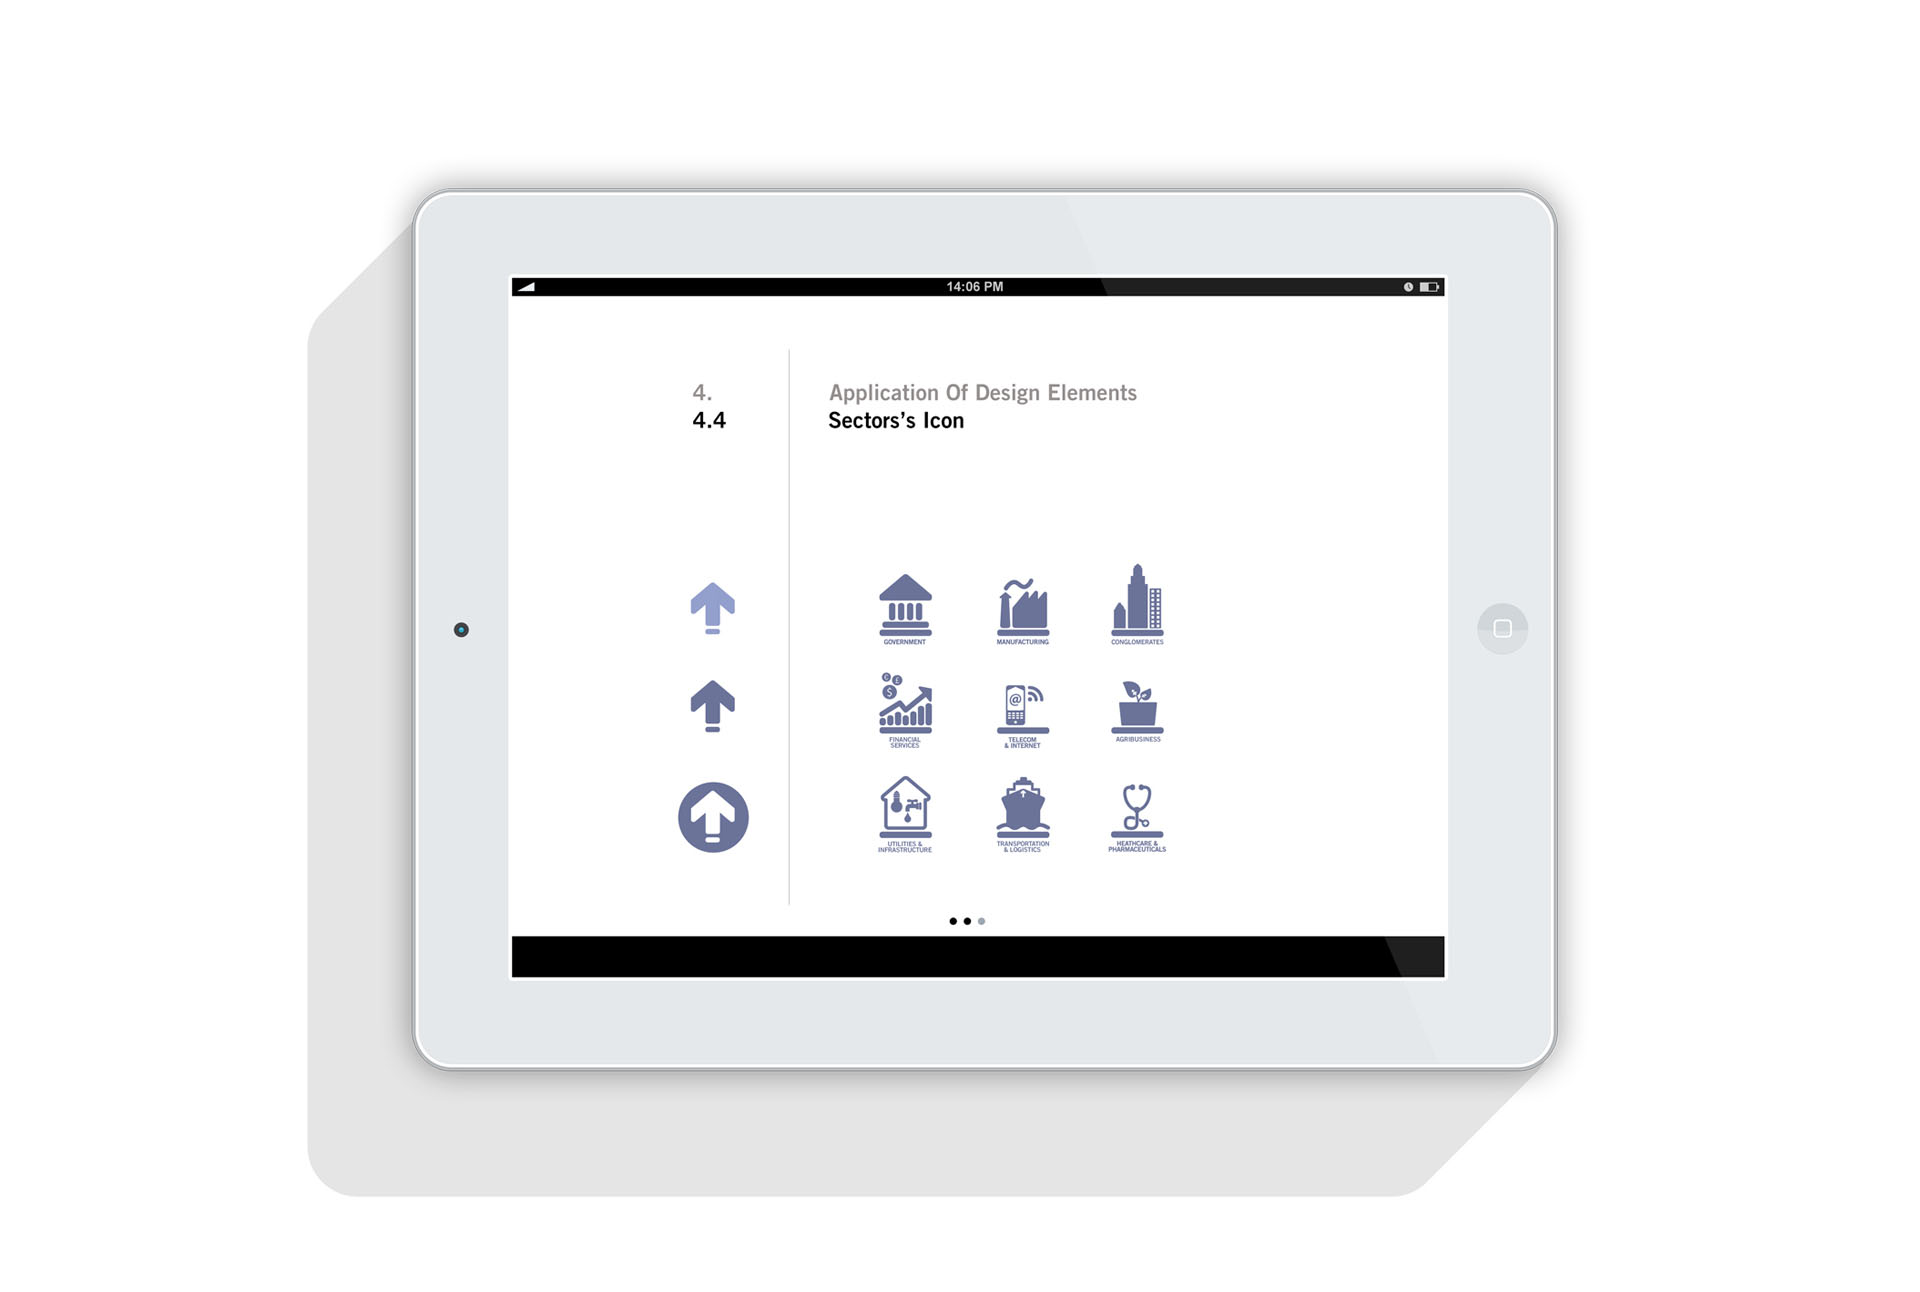 14:06 PM
4.
Application Of Design Elements
4.4
Sectors's Icon
GOVERNMENT
MANUFACTURING
CONGLOMERATES
€
£
$
@
FINANCIAL
SERVICES
TELECOM
& INTERNET
AGRIBUSINESS
UTILITIES &
INFRASTRUCTURE
TRANSPORTATION
& LOGISTICS
HEATHCARE &
PHARMACEUTICALS